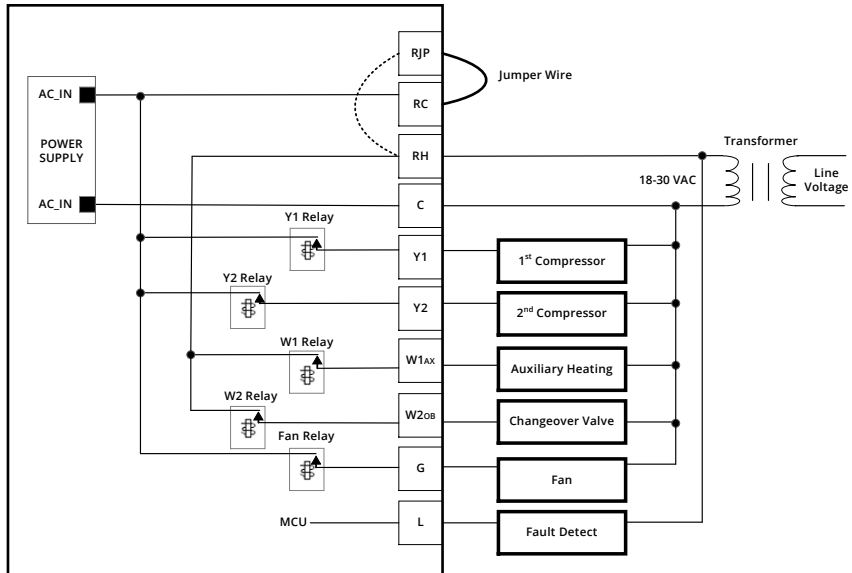 RJP
Jumper Wire
AC_IN
RC
POWER
SUPPLY
RH
Transformer
18-30 VAC
Line
Voltage
AC_IN
C
Y1 Relay
Y1
1st Compressor
Y2 Relay
Y2
2nd Compressor
W1 Relay
W1AX
Auxiliary Heating
W2 Relay
W2OB
Changeover Valve
Fan Relay
G
Fan
MCU
L
Fault Detect